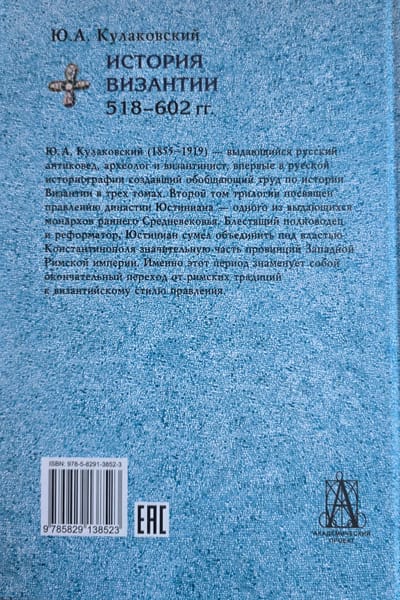 Ю.А. Кулаковский
ИСТОРИЯ
ВИЗАНТИИ
518–602 гг.
Ю.А. Кулаковский (1855–1919) — выдающийся русский
антиковед, археолог и византинист, впервые в русской
историографии создавший обобщающий труд по истории
Византии в трех томах. Второй том трилогии посвящен
правлению династии Юстиниана — одного из выдающихся
монархов раннего Средневековья. Блестящий полководец
и реформатор, Юстиниан сумел объединить под властью
Константинополя значительную часть провинций Западной
Римской империи. Именно этот период знаменует собой
окончательный переход от римских традиций
к византийскому стилю правления.
ISBN: 978-5-8291-3852-3
9 785829 138523
EAC
АКАДЕМИЧЕСКИЙ
ПРОЕКТ